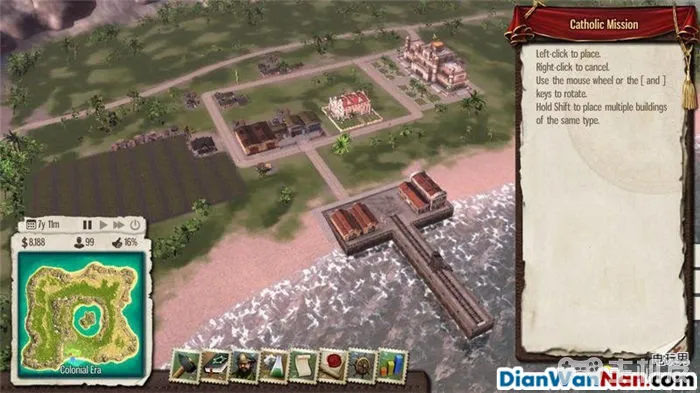 Catholic Mission
Left-click to place.
Right-click to cancel.
Use the mouse wheel or the [ and ]
keys to rotate.
Hold Shift to place multiple buildings
of the same type.
7y 11m
$ 8,188
99
16%
Colonial Era
DianWanNan.com